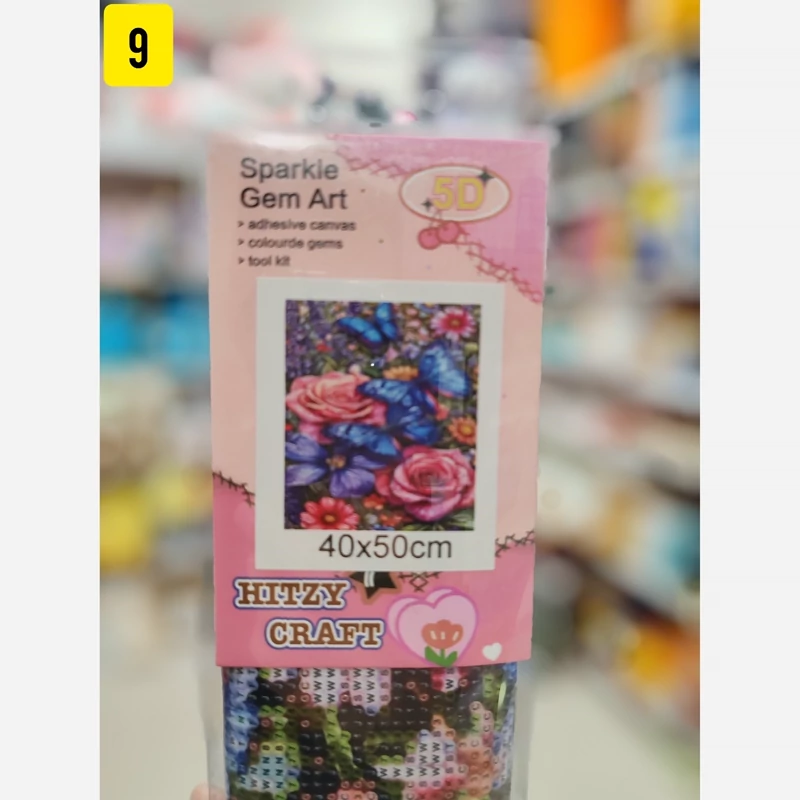 9
Sparkle
Gem Art
5D
> adhesive canvas
> colourde gems
> tool kit
40x50cm
HITZY
CRAFT